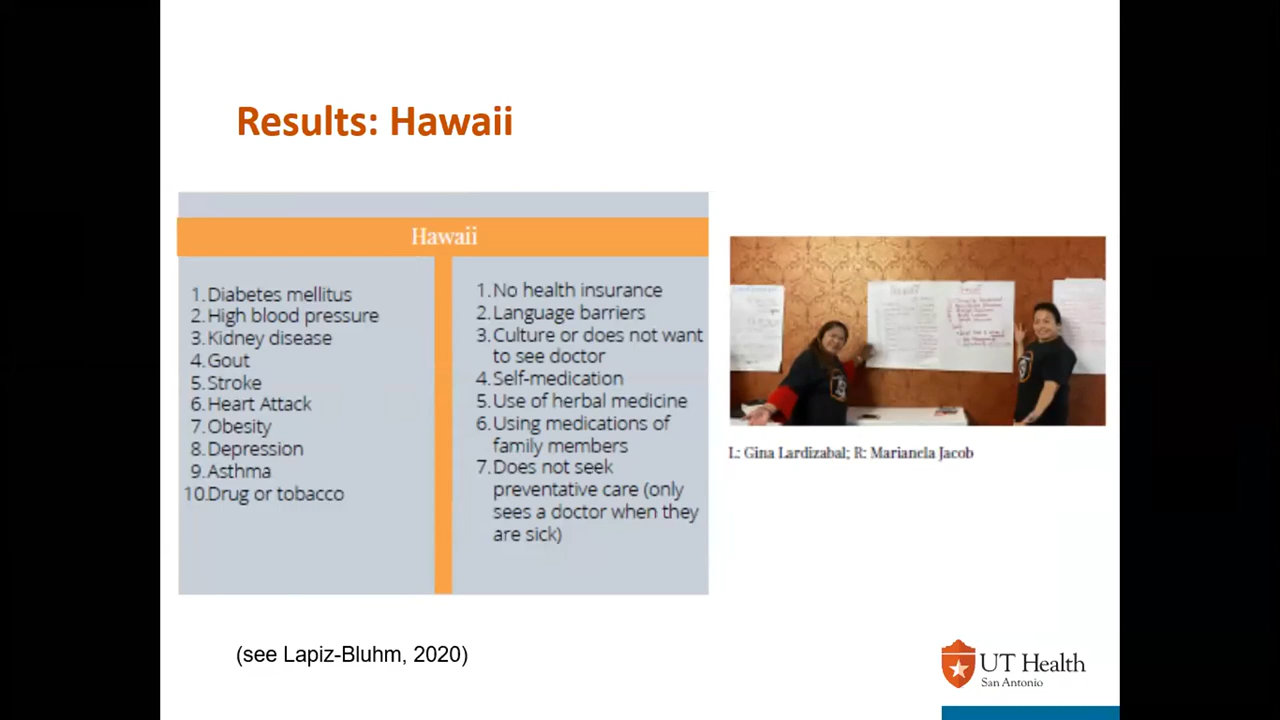 Results: Hawaii
Hawaii
1.Diabetes mellitus
2.High blood pressure
3.Kidney disease
4.Gout
5.Stroke
6.Heart Attack
7.Obesity
8.Depression
9.Asthma
10.Drug or tobacco
1.No health insurance
2.Language barriers
3.Culture or does not want
to see doctor
4.Self-medication
5.Use of herbal medicine
6.Using medications of
family members
7.Does not seek
preventative care (only
sees a doctor when they
are sick)
L: Gina Lardizabal; R: Marianela Jacob
(see Lapiz-Bluhm, 2020)
UT Health
San Antonio